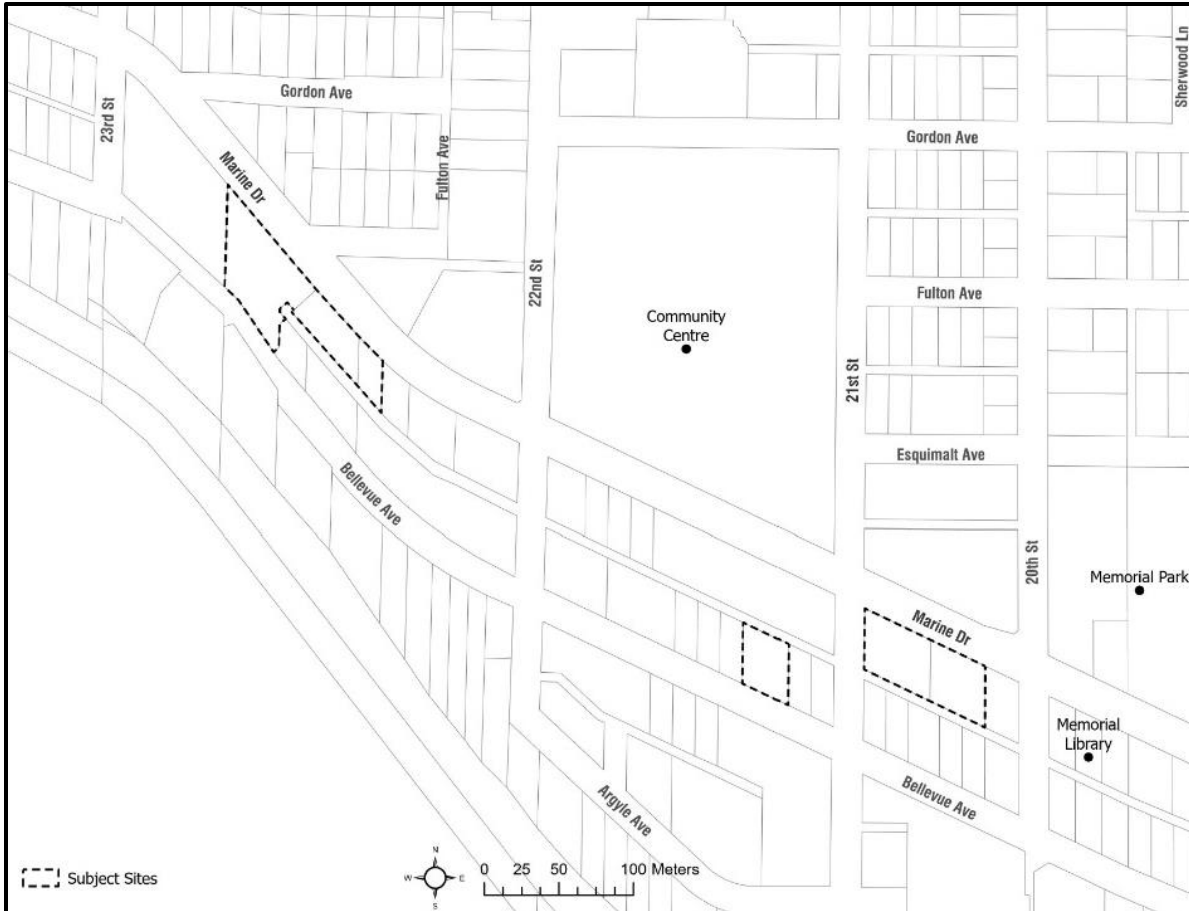 Sherwood Ln
Gordon Ave
23rd St
Gordon Ave
Marine Dr
Fulton Ave
22nd St
Fulton Ave
Community
Centre
21st St
Esquimalt Ave
Bellevue Ave
20th St
Memorial Park
Marine Dr
Memorial
Library
Bellevue Ave
Argyle Ave
Subject Sites
N
W
E
S
0 25 50 100 Meters